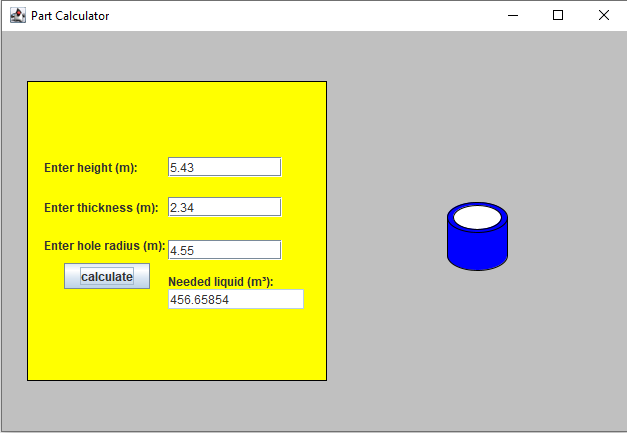 Part Calculator
Enter height (m): 5.43
Enter thickness (m): 2.34
Enter hole radius (m): 4.55
calculate
Needed liquid (m³):
456.65854